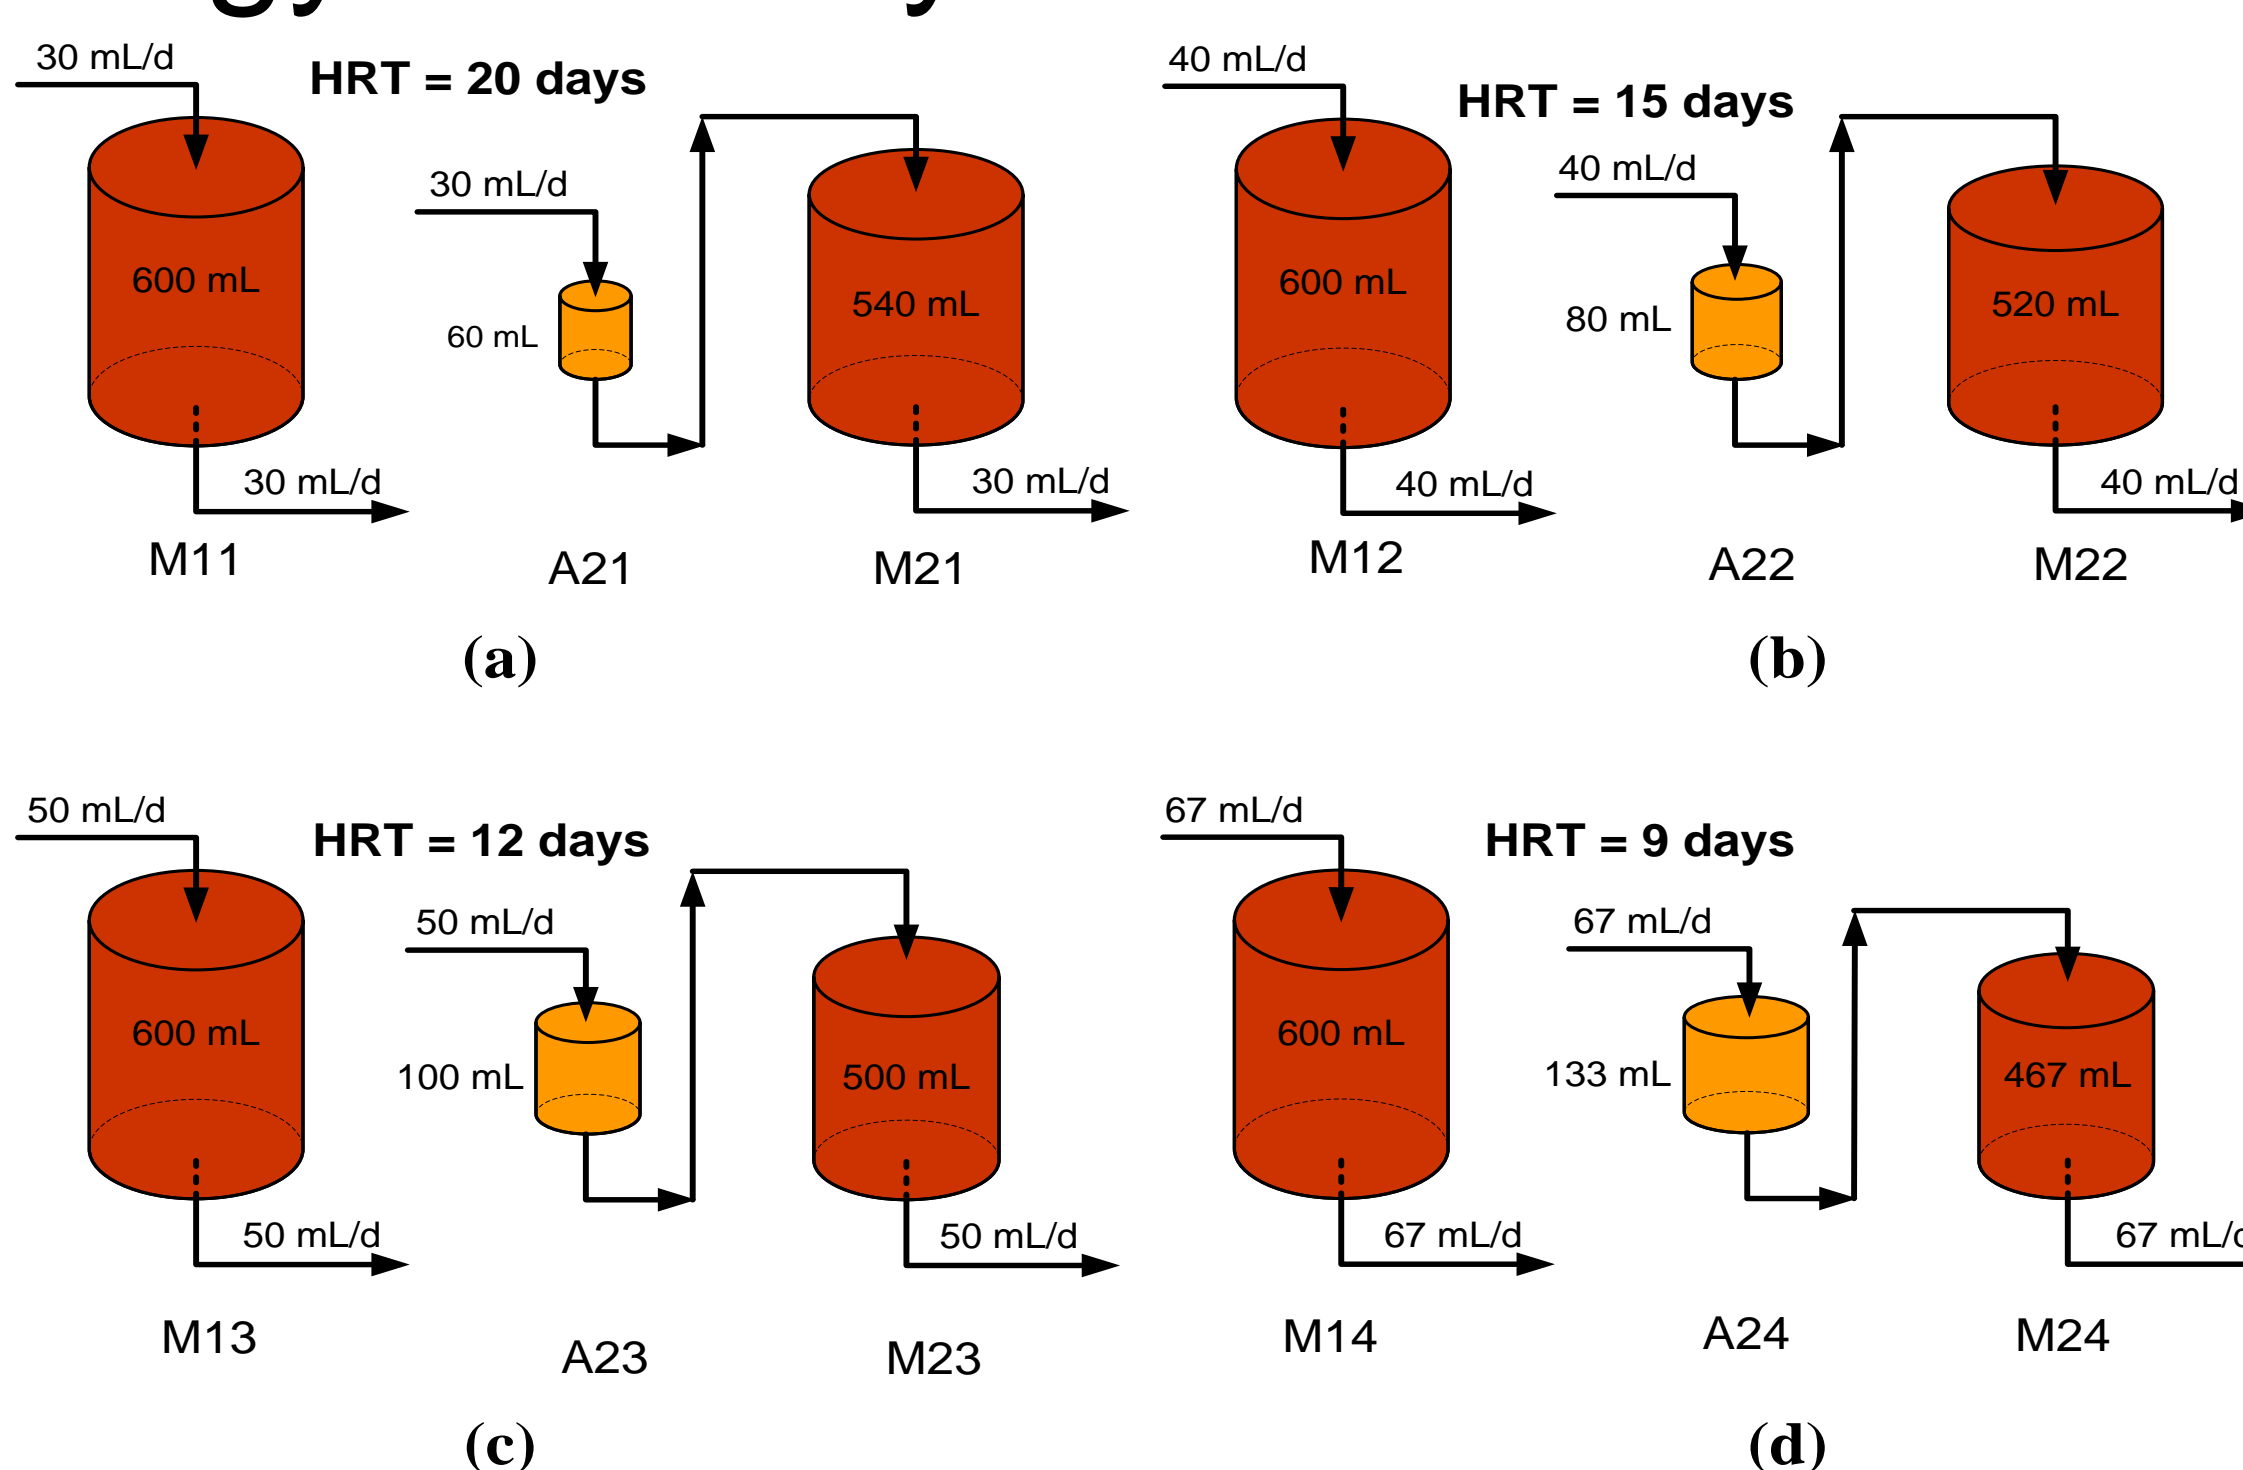 30 mL/d
HRT = 20 days
30 mL/d
600 mL
60 mL
540 mL
30 mL/d
30 mL/d
M11
A21
M21
(a)
40 mL/d
HRT = 15 days
40 mL/d
600 mL
80 mL
520 mL
40 mL/d
40 mL/d
M12
A22
M22
(b)
50 mL/d
HRT = 12 days
50 mL/d
600 mL
100 mL
500 mL
50 mL/d
50 mL/d
M13
A23
M23
(c)
67 mL/d
HRT = 9 days
67 mL/d
600 mL
133 mL
467 mL
67 mL/d
67 mL/d
M14
A24
M24
(d)